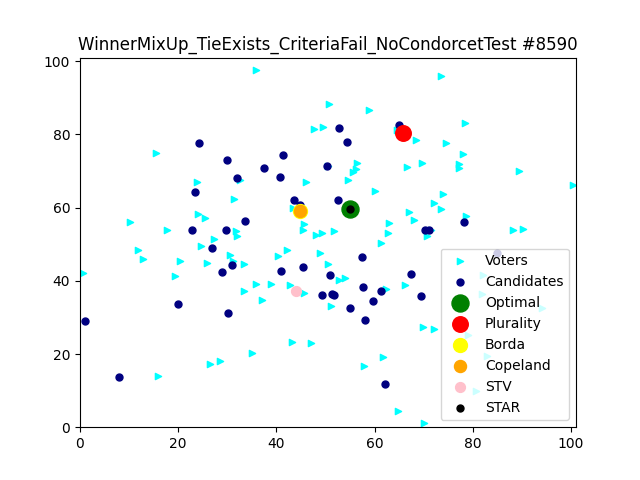 WinnerMixUp_TieExists_CriteriaFail_NoCondorcetTest #8590
100
80
60
40
20
0
0 20 40 60 80 100
Voters
Candidates
Optimal
Plurality
Borda
Copeland
STV
STAR